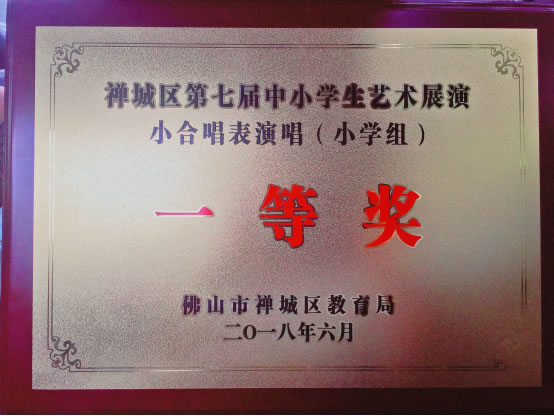 禅城区第七届中小学生艺术展演
小合唱表演唱（小学组）
一等奖
佛山市禅城区教育局
二O一八年六月